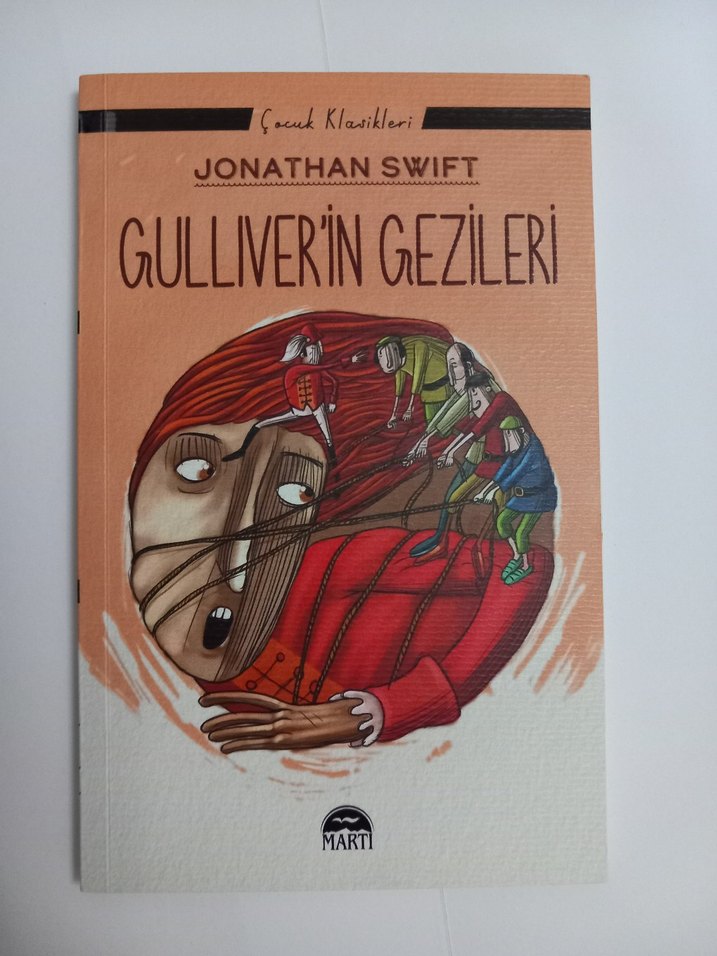 Çocuk Klasikleri
JONATHAN SWIFT
GULLIVER'İN GEZİLERİ
MARTI